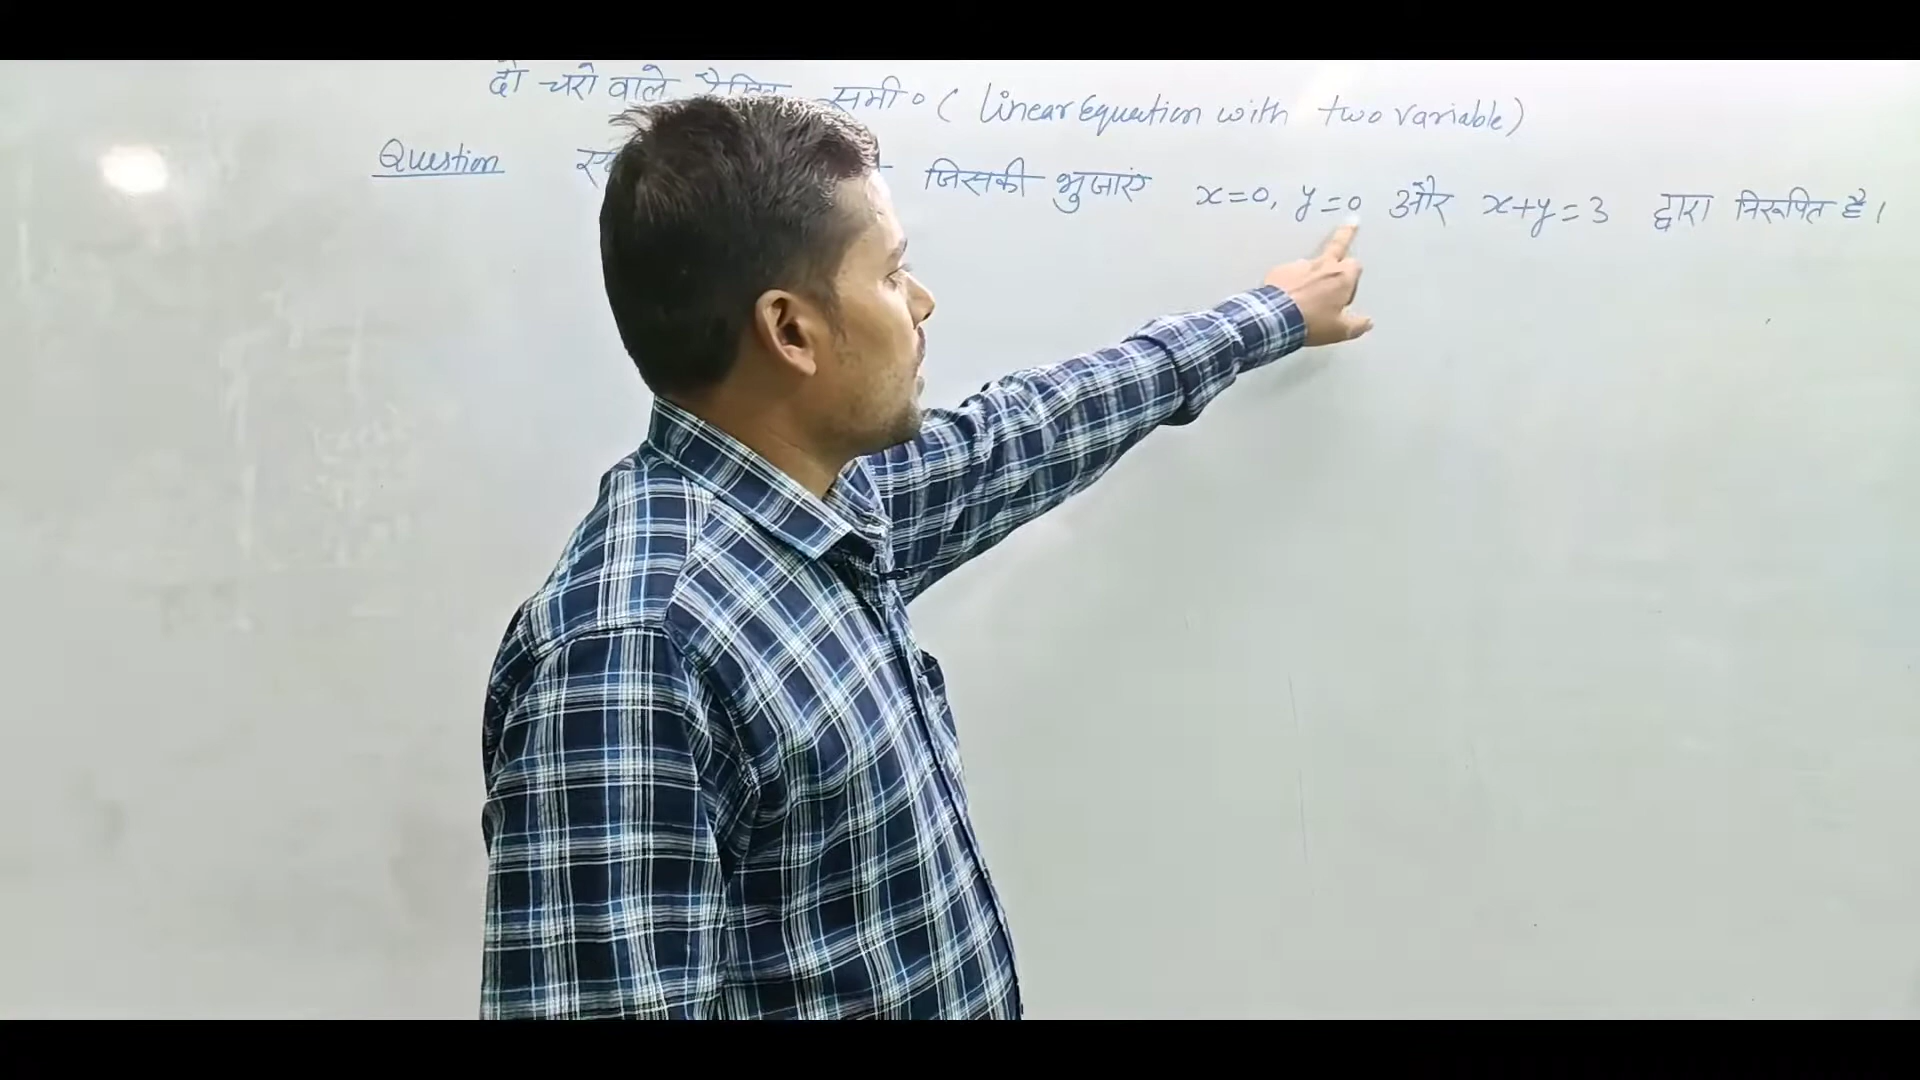 दो चरो वाले समी० ( linear Equation with two variable)
Question जिसकी भुजाएं x=0, y=0 और x+y=3 द्वारा निरूपित है।